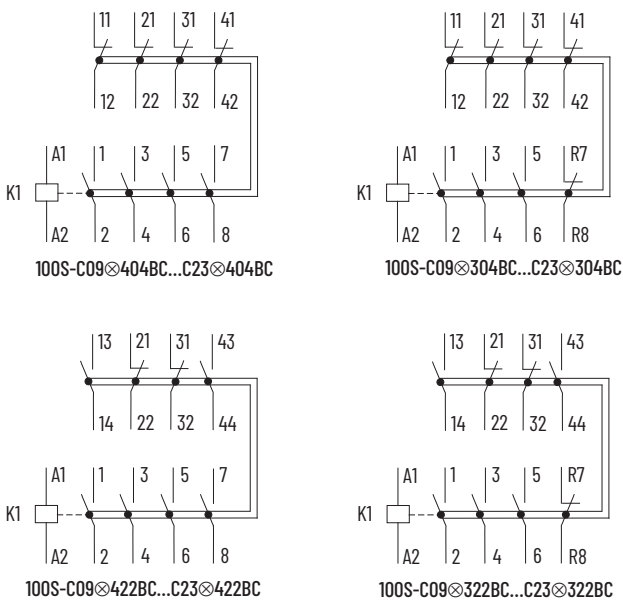 11 21 31 41
12 22 32 42
A1 1 3 5 7
K1
A2 2 4 6 8
100S-C09⊗404BC...C23⊗404BC
11 21 31 41
12 22 32 42
A1 1 3 5 R7
K1
A2 2 4 6 R8
100S-C09⊗304BC...C23⊗304BC
13 21 31 43
14 22 32 44
A1 1 3 5 7
K1
A2 2 4 6 8
100S-C09⊗422BC...C23⊗422BC
13 21 31 43
14 22 32 44
A1 1 3 5 R7
K1
A2 2 4 6 R8
100S-C09⊗322BC...C23⊗322BC